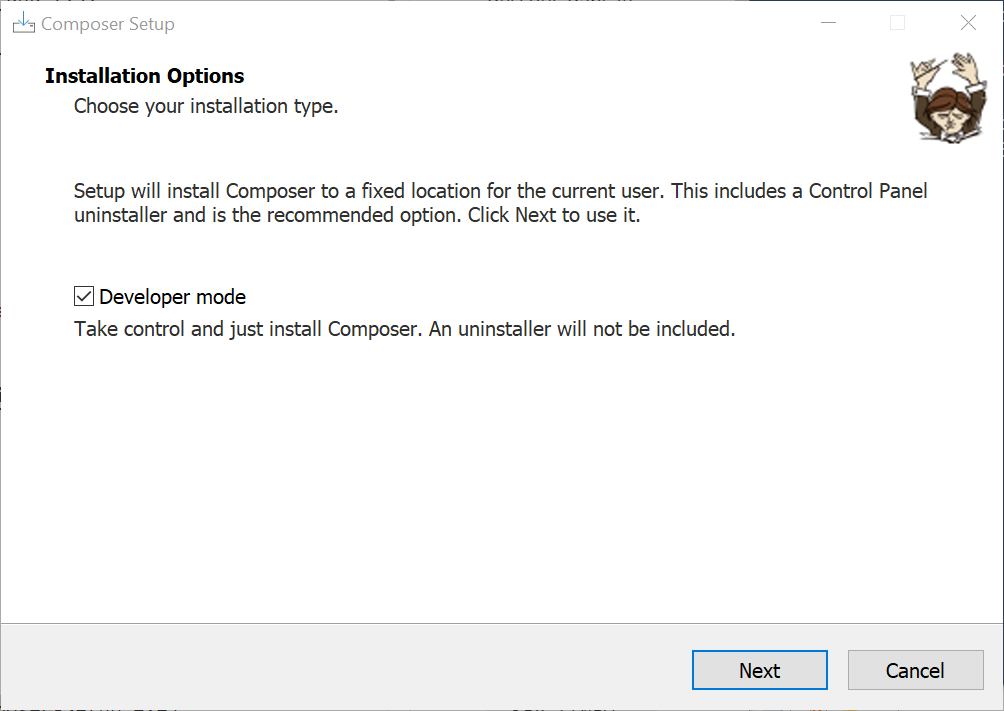 Composer Setup
Installation Options
Choose your installation type.
Setup will install Composer to a fixed location for the current user. This includes a Control Panel
uninstaller and is the recommended option. Click Next to use it.
Developer mode
Take control and just install Composer. An uninstaller will not be included.
Next
Cancel